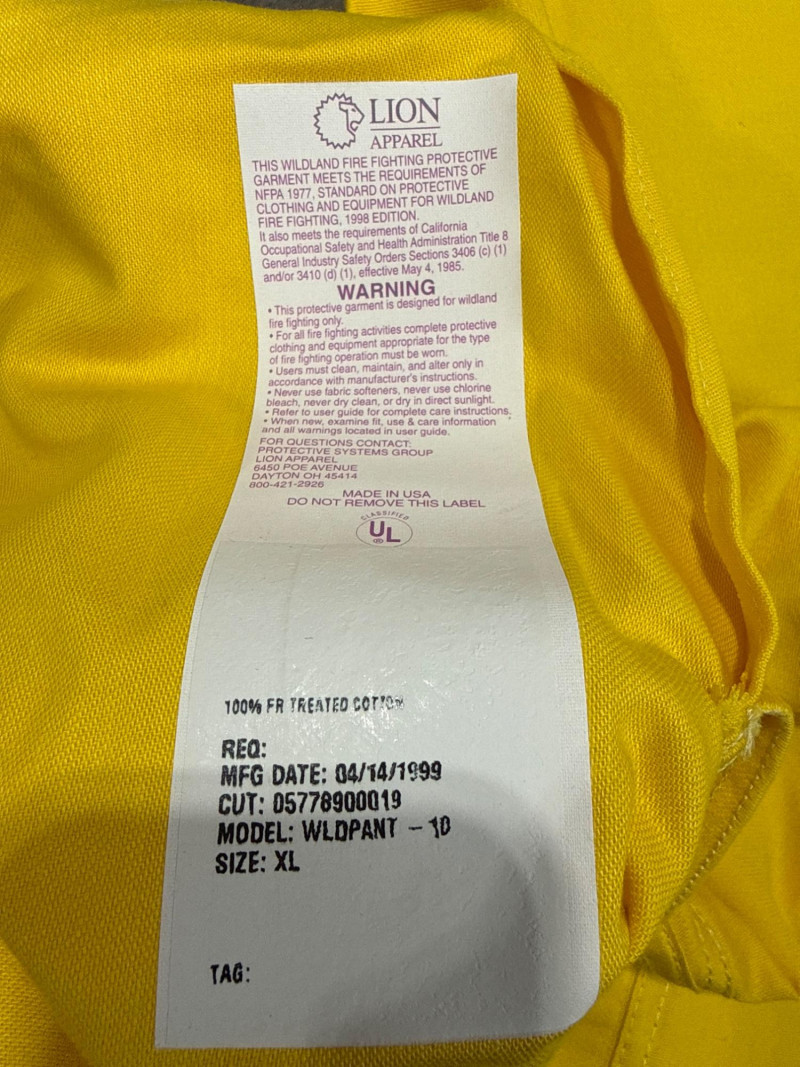 LION
APPAREL
THIS WILDLAND FIRE FIGHTING PROTECTIVE
GARMENT MEETS THE REQUIREMENTS OF
NFPA 1977, STANDARD ON PROTECTIVE
CLOTHING AND EQUIPMENT FOR WILDLAND
FIRE FIGHTING, 1998 EDITION.
It also meets the requirements of California
Occupational Safety and Health Administration Title 8
General Industry Safety Orders Sections 3406 (c) (1)
and/or 3410 (d) (1), effective May 4, 1985.
WARNING
• This protective garment is designed for wildland
fire fighting only.
• For all fire fighting activities complete protective
clothing and equipment appropriate for the type
of fire fighting operation must be worn.
• Users must clean, maintain, and alter only in
accordance with manufacturer's instructions.
• Never use fabric softeners, never use chlorine
bleach, never dry clean, or dry in direct sunlight.
• Refer to user guide for complete care instructions.
• When new, examine fit, use & care information
and all warnings located in user guide.
FOR QUESTIONS CONTACT:
PROTECTIVE SYSTEMS GROUP
LION APPAREL
6450 POE AVENUE
DAYTON OH 45414
800-421-2926
MADE IN USA
DO NOT REMOVE THIS LABEL
CLASSIFIED
UL
®
100% FR TREATED COTTON
REQ:
MFG DATE: 04/14/1999
CUT: 05778900019
MODEL: WLDPANT - 10
SIZE: XL
TAG: